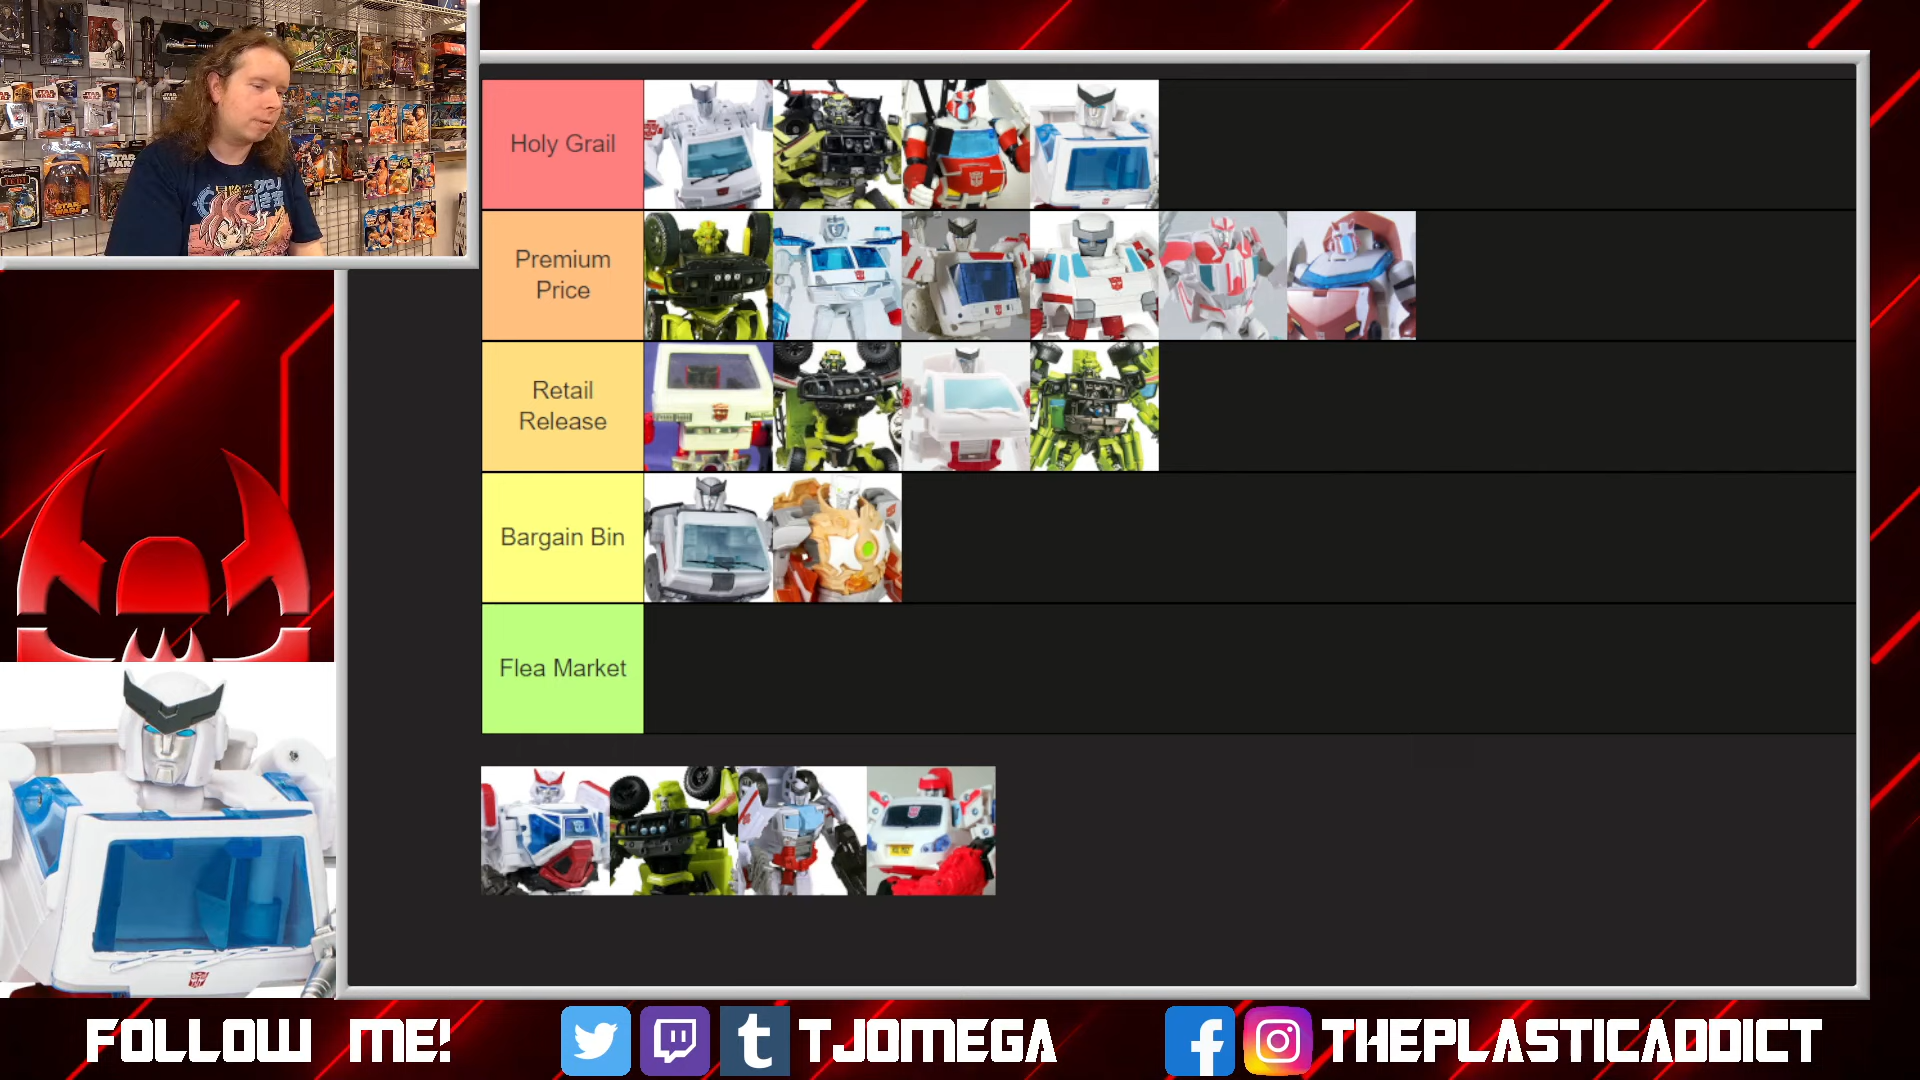 Holy Grail
Premium
Price
Retail
Release
Bargain Bin
Flea Market
FOLLOW ME!
TJOMEGA
THEPLASTICADDICT